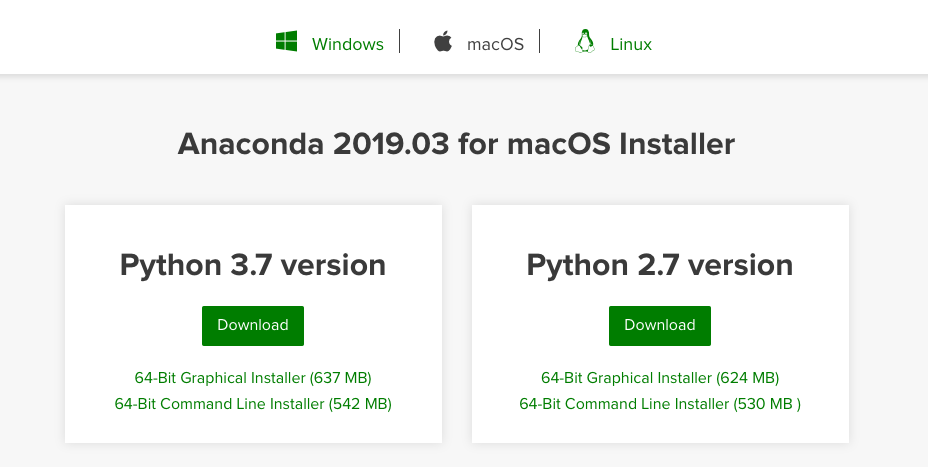 Windows
macOS
Linux
Anaconda 2019.03 for macOS Installer
Python 3.7 version
Download
64-Bit Graphical Installer (637 MB)
64-Bit Command Line Installer (542 MB)
Python 2.7 version
Download
64-Bit Graphical Installer (624 MB)
64-Bit Command Line Installer (530 MB )